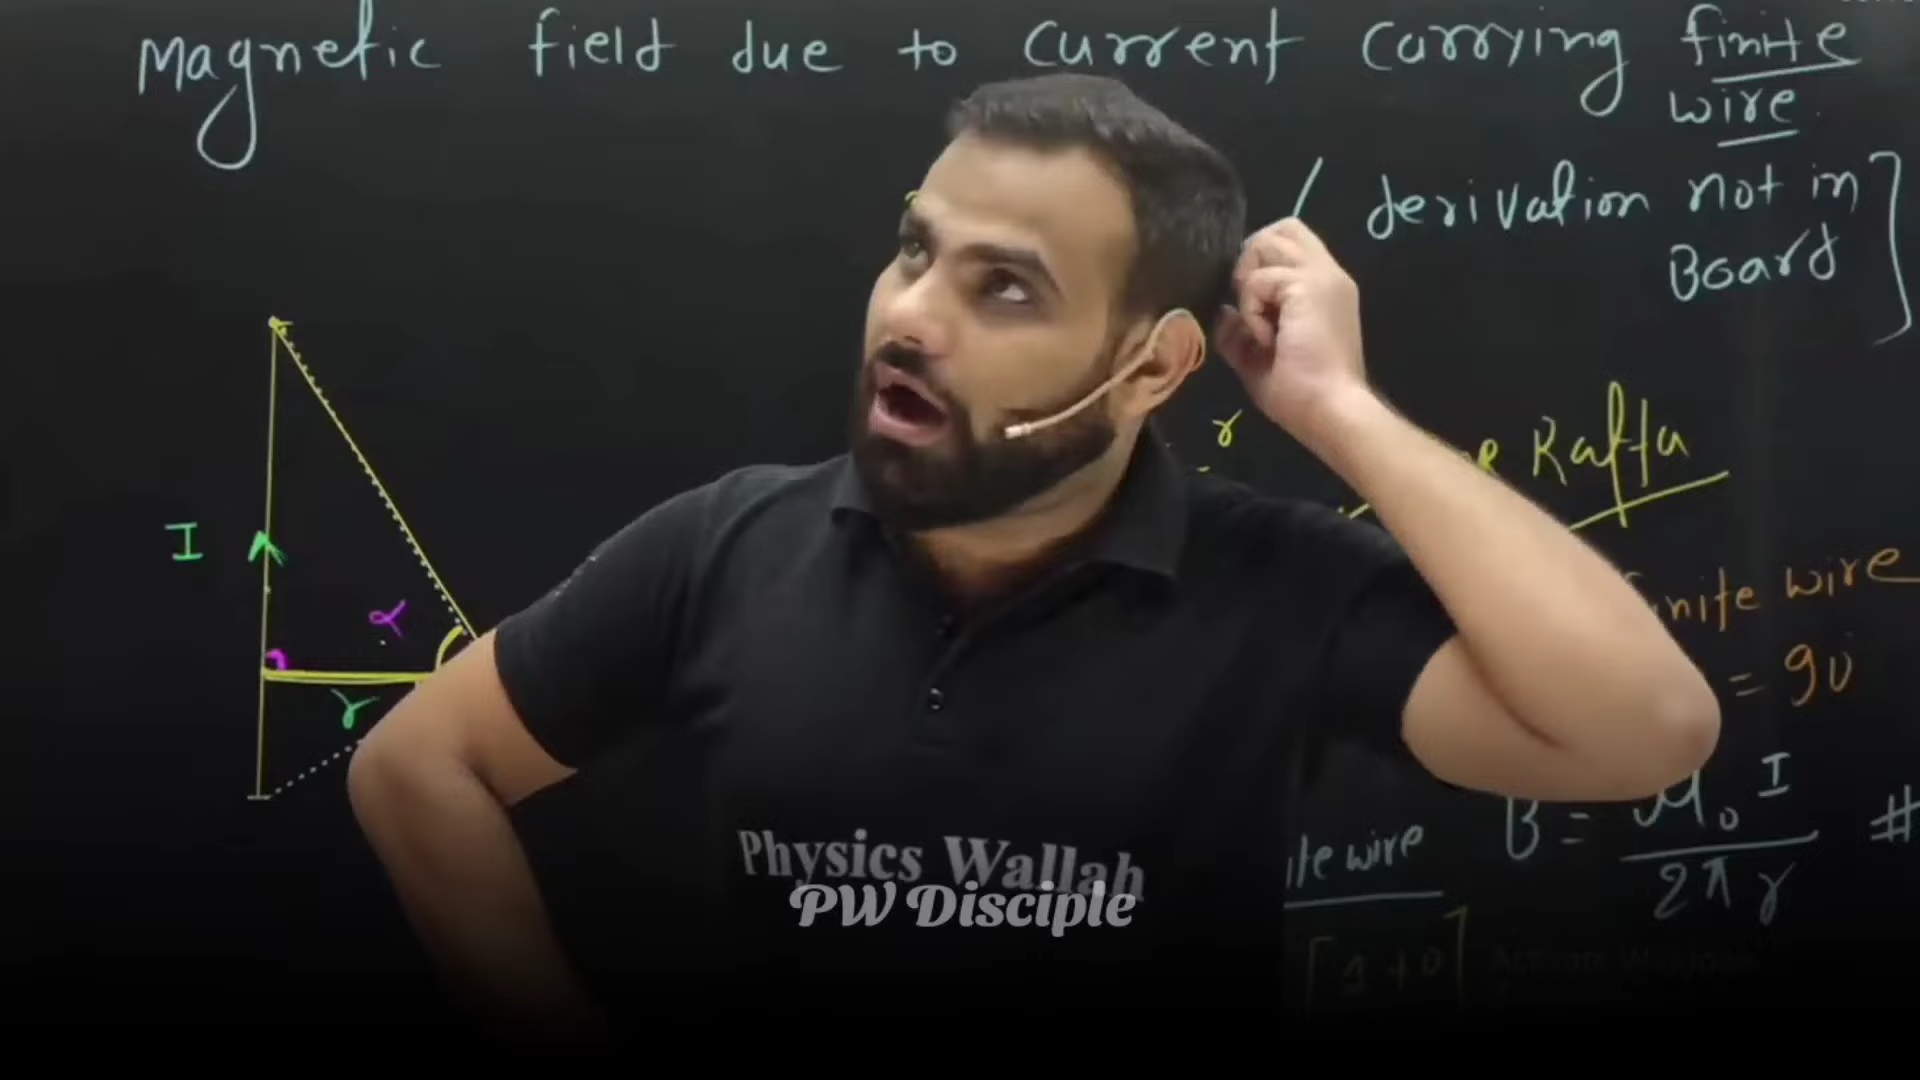 Magnetic field due to current carrying finite
wire
derivation not in
Board
I
α
r
r
Ralta
finite wire
= 90
B = μ₀ I
2π r
#
ite wire
Physics Wallah
PW Disciple